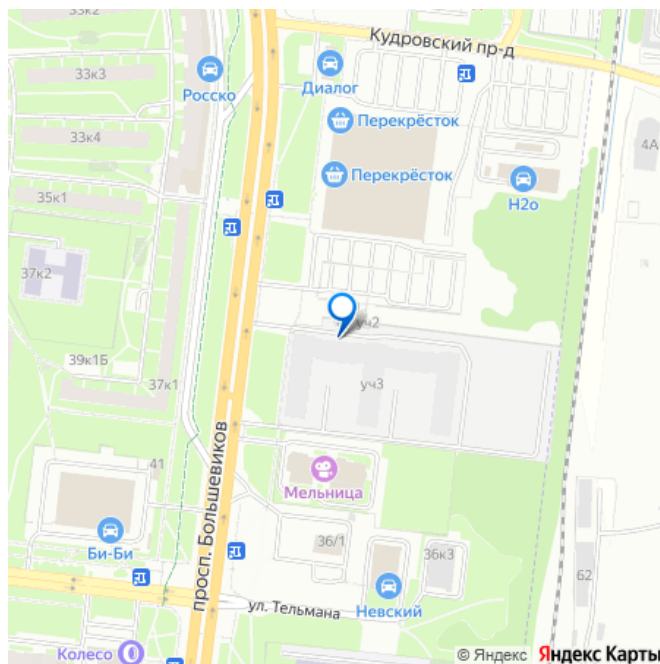 33к2
Кудровский пр-д
33к3
Росско
Диалог
Перекрёсток
33к4
4А
Перекрёсток
Н2о
35к1
37к2
уч2
39к1Б
37к1
уч3
просп. Большевиков
41
Мельница
Би-Би
36/1
36к3
62
ул. Тельмана
Невский
Колесо
© Яндекс Яндекс Карты